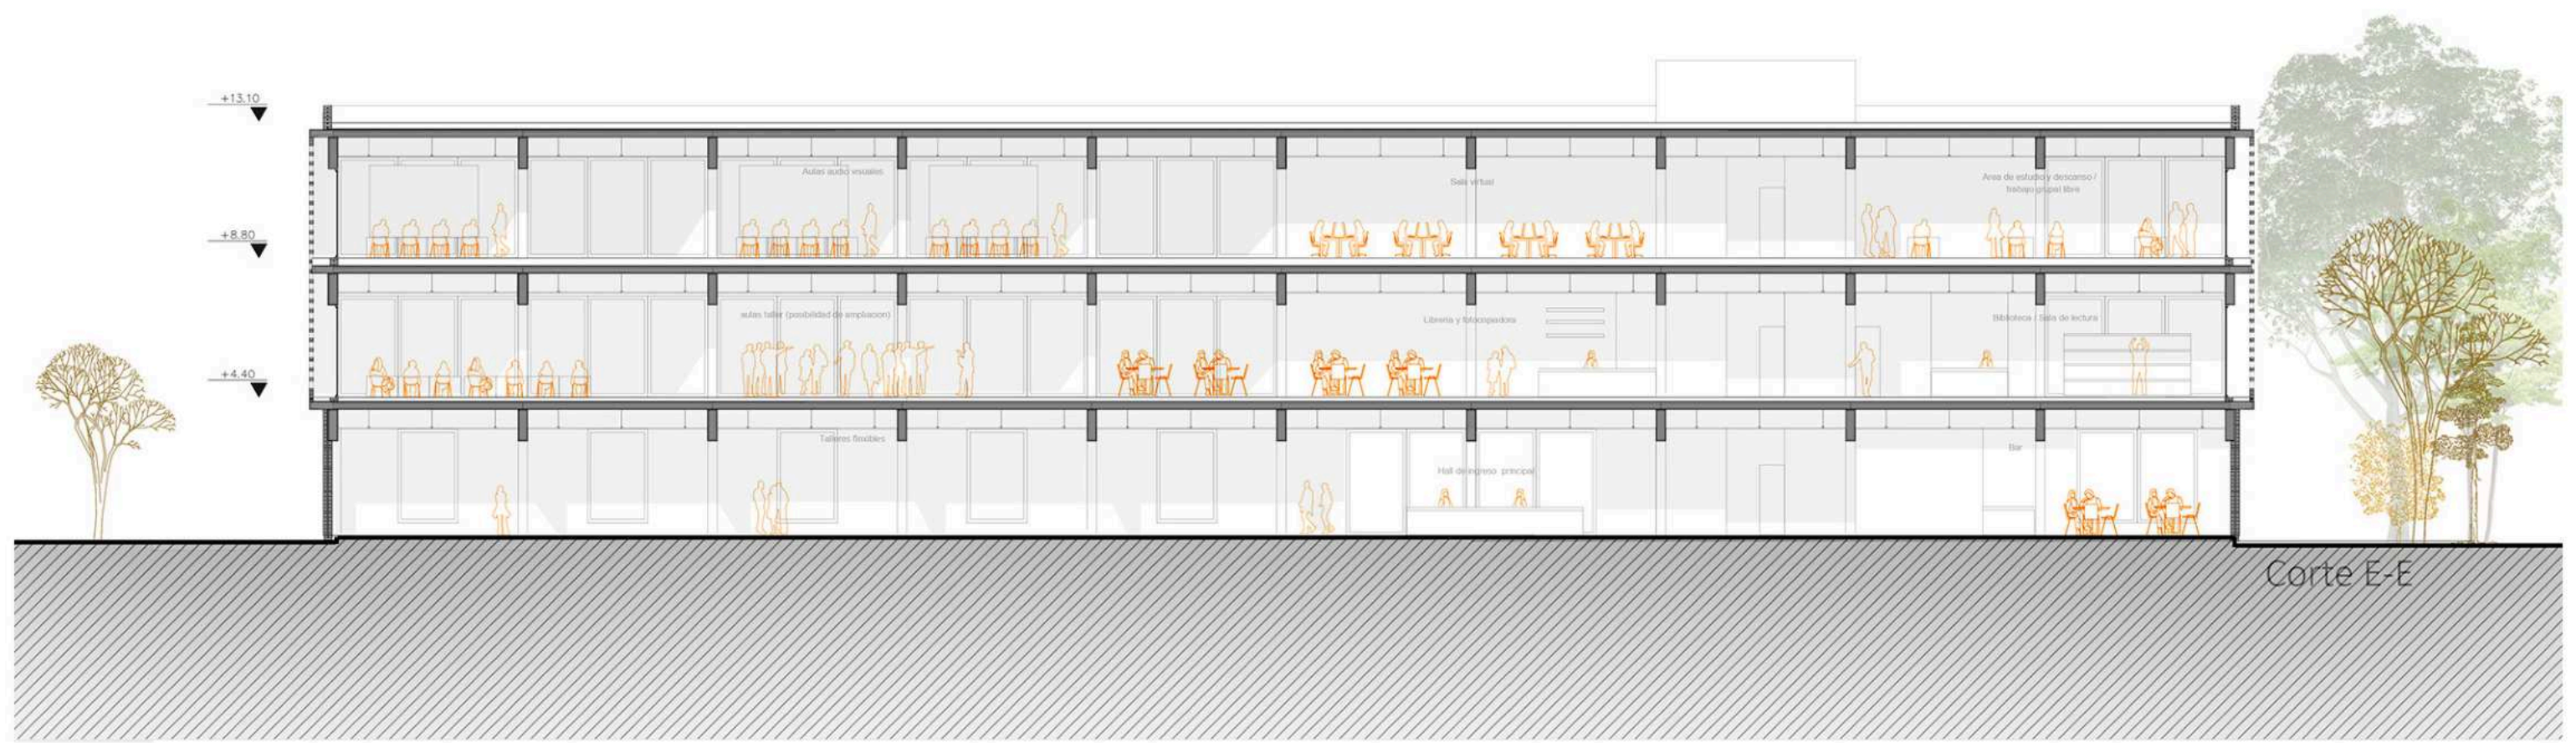 +13.10
Aulas audio visuales
Sala virtual
Area de estudio y descanso /
trabajo grupal libre
+8.80
aulas taller (posibilidad de ampliacion)
Libreria y fotocopiadora
Biblioteca / Sala de lectura
+4.40
Talleres flexibles
Hall de ingreso principal
Bar
Corte E-E